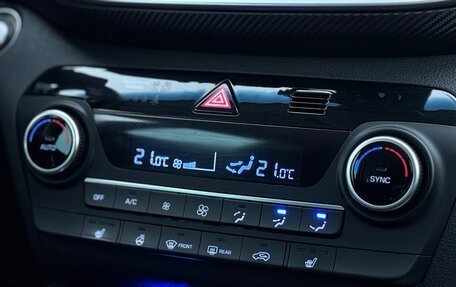 21.0°C 21.0°C
AUTO
SYNC
OFF A/C
FRONT REAR